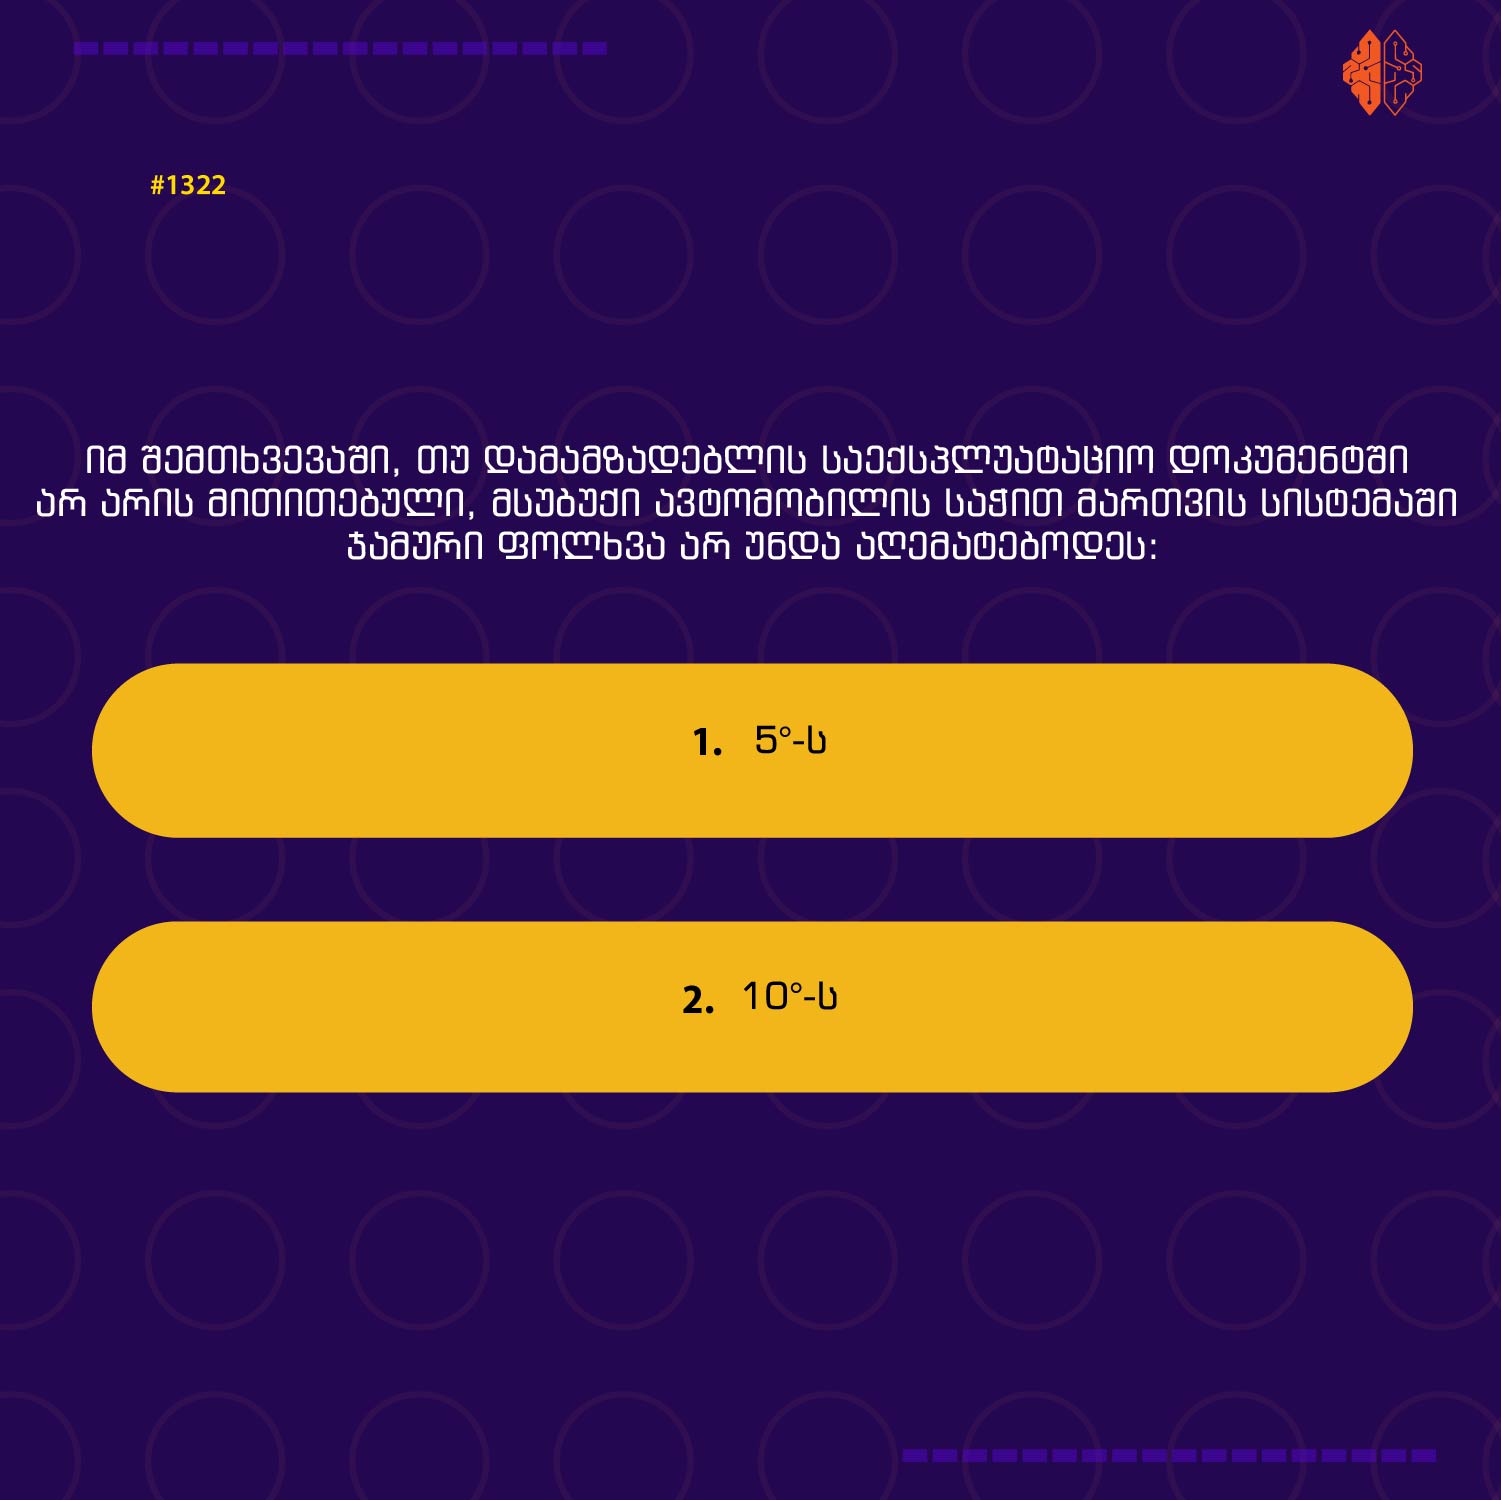 #1322
იმ შემთხვევაში, თუ დამამზადებლის საექსპლუატაციო დოკუმენტში
არ არის მითითებული, მსუბუქი ავტომობილის საჭით მართვის სისტემაში
ჯამური ფოლხვა არ უნდა აღემატებოდეს:
1. 5°-ს
2. 10°-ს